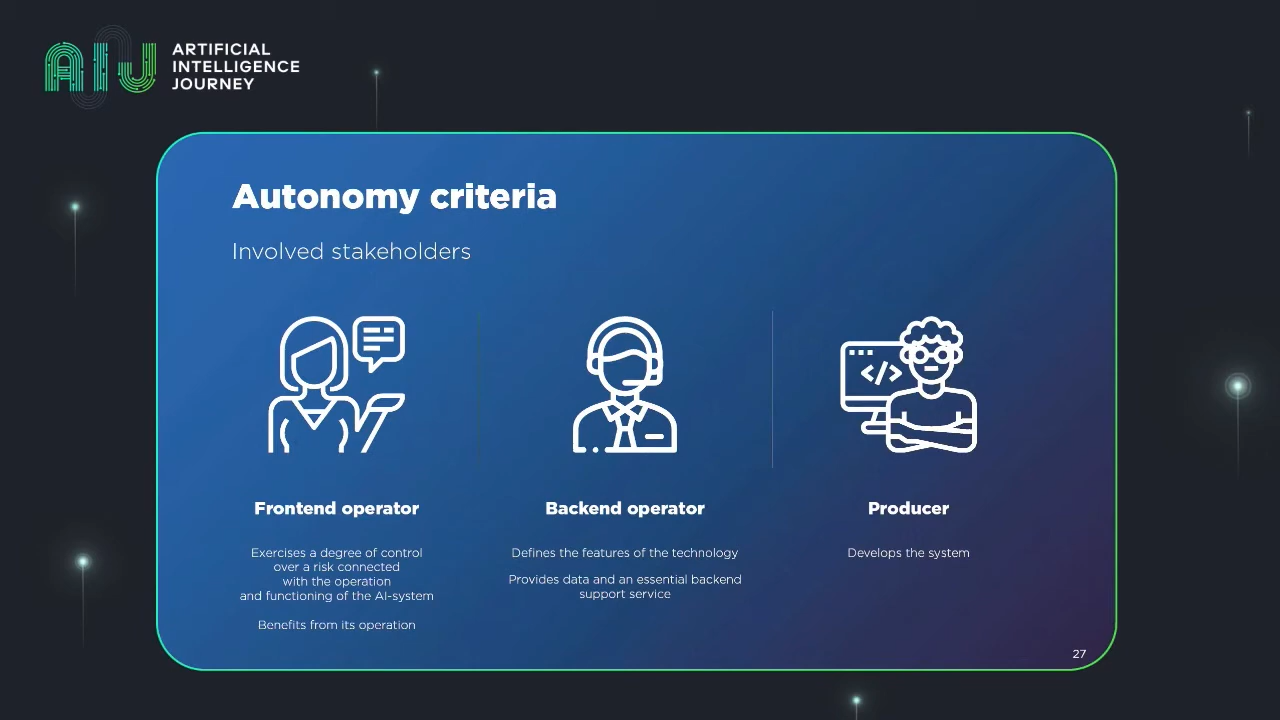 AIJ
ARTIFICIAL
INTELLIGENCE
JOURNEY
Autonomy criteria
Involved stakeholders
</>
Frontend operator
Exercises a degree of control
over a risk connected
with the operation
and functioning of the AI-system
Benefits from its operation
Backend operator
Defines the features of the technology
Provides data and an essential backend
support service
Producer
Develops the system
27